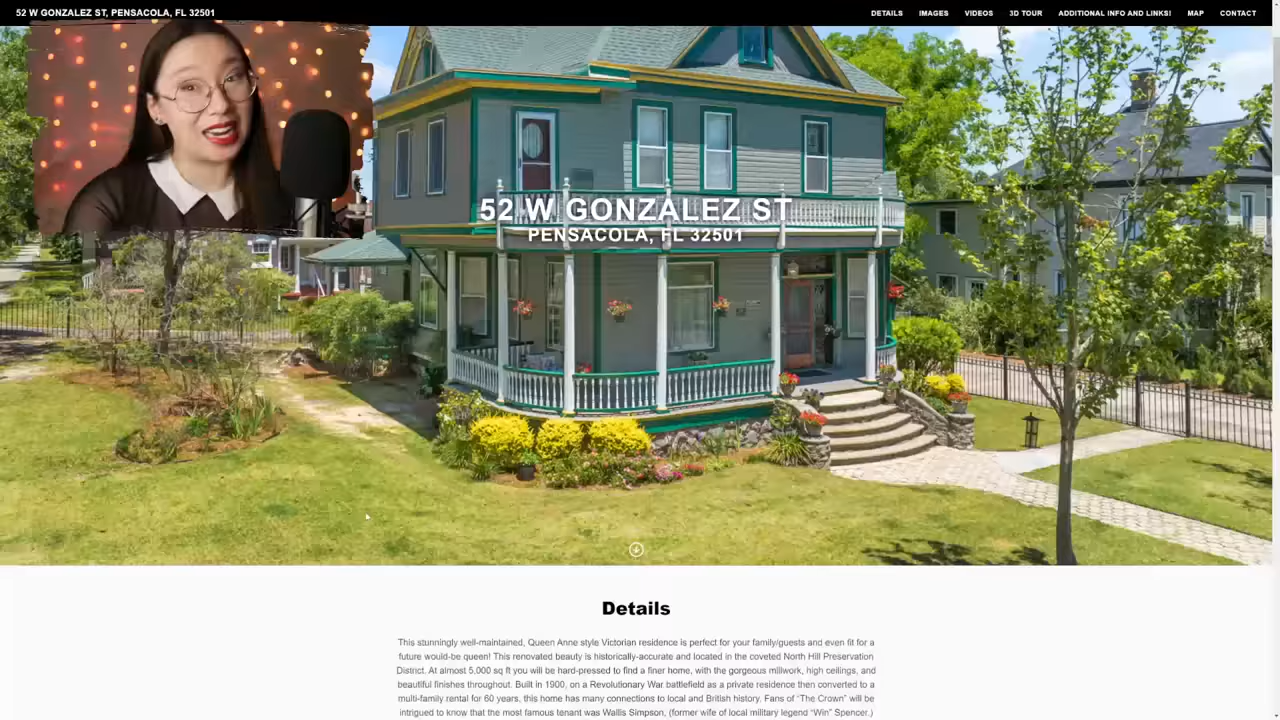 52 W GONZALEZ ST, PENSACOLA, FL 32501
DETAILS IMAGES VIDEOS 3D TOUR ADDITIONAL INFO AND LINKS! MAP CONTACT
52 W GONZALEZ ST
PENSACOLA, FL 32501
Details
This stunningly well-maintained, Queen Anne style Victorian residence is perfect for your family/guests and even fit for a
future would-be queen! This renovated beauty is historically-accurate and located in the coveted North Hill Preservation
District. At almost 5,000 sq ft you will be hard-pressed to find a finer home, with the gorgeous millwork, high ceilings, and
beautiful finishes throughout. Built in 1900, on a Revolutionary War battlefield as a private residence then converted to a
multi-family rental for 60 years, this home has many connections to local and British history. Fans of “The Crown” will be
intrigued to know that the most famous tenant was Wallis Simpson, (former wife of local military legend “Win” Spencer.)